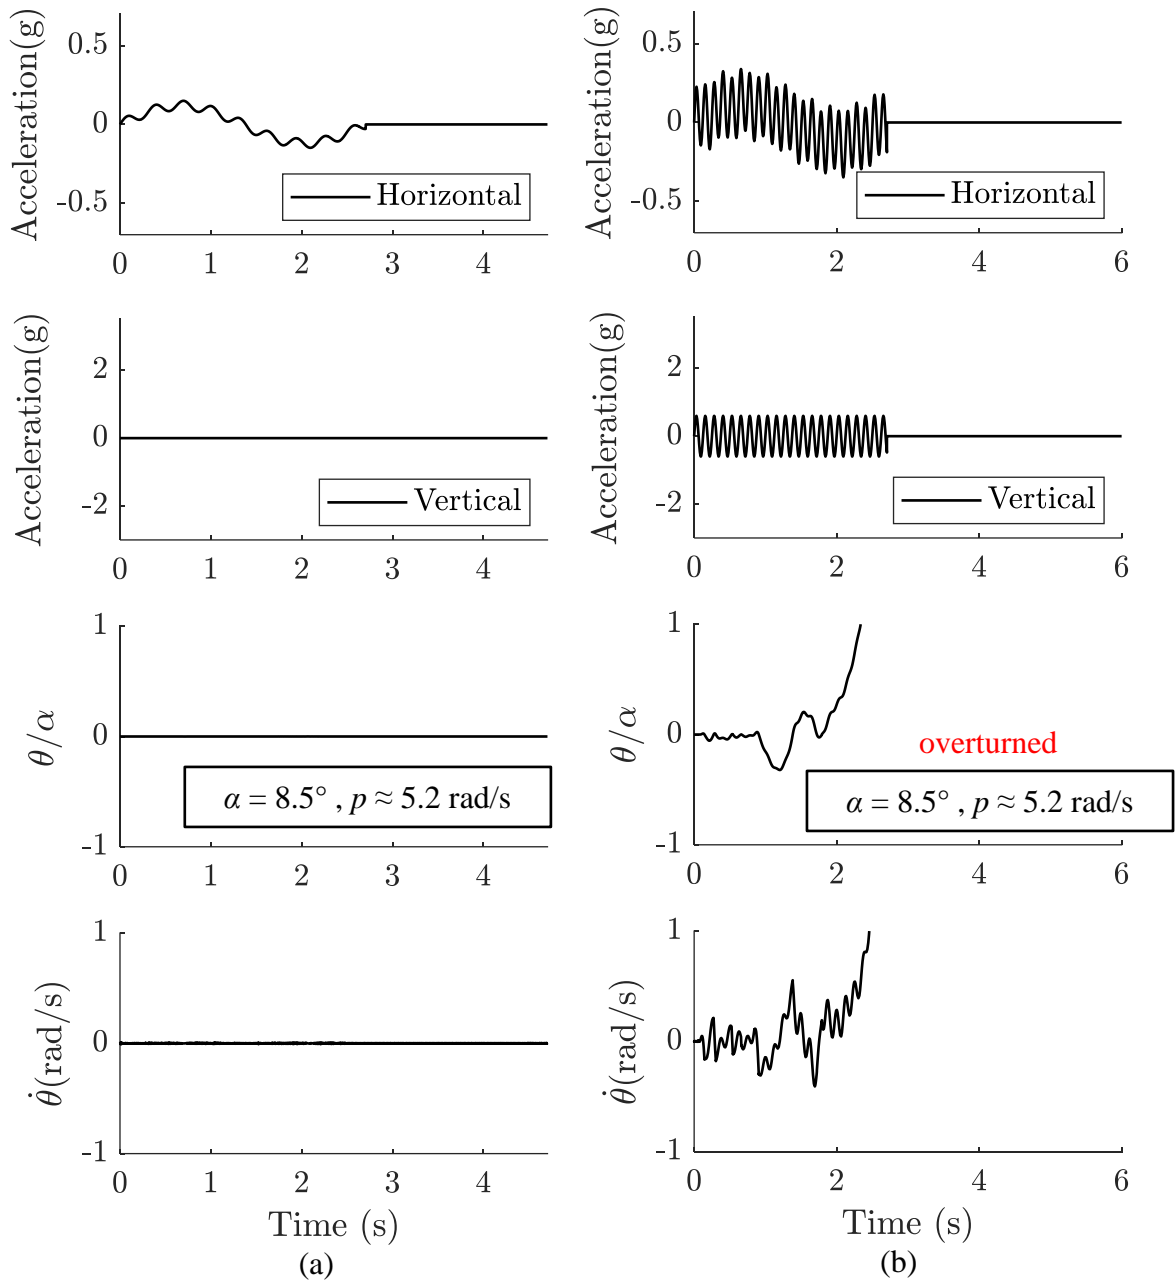 Acceleration(g)
0.5
0
-0.5
Horizontal
0 1 2 3 4
Acceleration(g)
2
0
-2
Vertical
0 1 2 3 4
θ/α
1
0
-1
α = 8.5° , p ≈ 5.2 rad/s
0 1 2 3 4
θ̇(rad/s)
1
0
-1
0 1 2 3 4
Time (s)
(a)
Acceleration(g)
0.5
0
-0.5
Horizontal
0 2 4 6
Acceleration(g)
2
0
-2
Vertical
0 2 4 6
θ/α
1
0
-1
overturned
α = 8.5° , p ≈ 5.2 rad/s
0 2 4 6
θ̇(rad/s)
1
0
-1
0 2 4 6
Time (s)
(b)